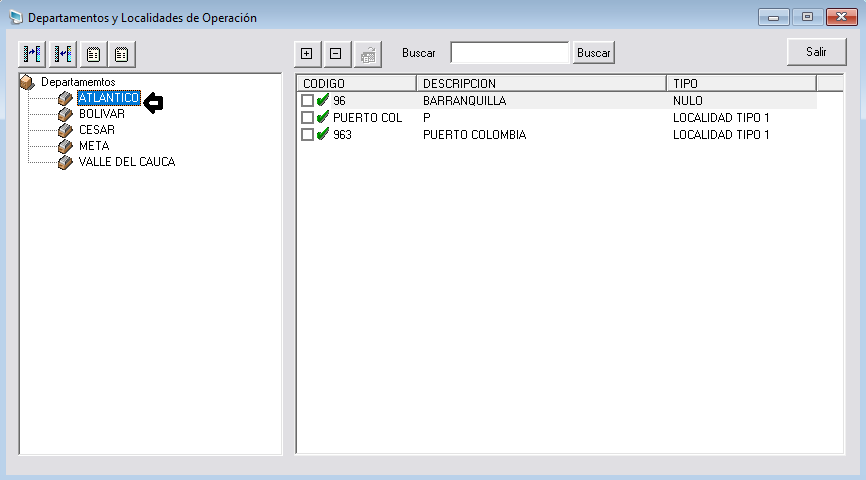 Departamentos y Localidades de Operación
Buscar Buscar Salir
Departamentos
ATLANTICO
BOLIVAR
CESAR
META
VALLE DEL CAUCA
CODIGO DESCRIPCION TIPO
96 BARRANQUILLA NULO
PUERTO COL P LOCALIDAD TIPO 1
963 PUERTO COLOMBIA LOCALIDAD TIPO 1